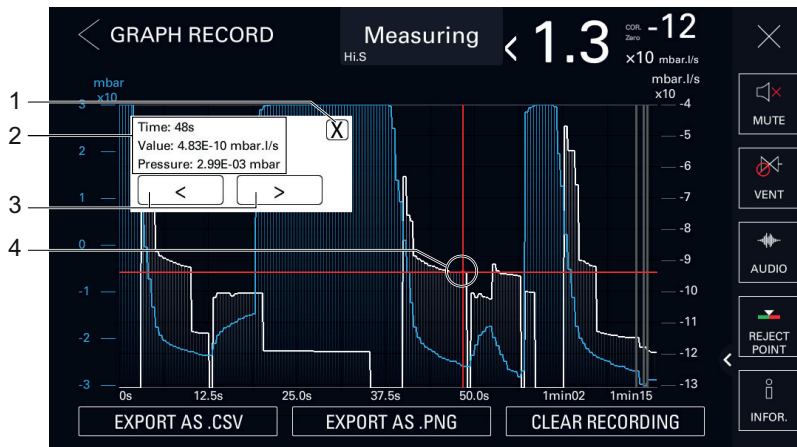 GRAPH RECORD
Measuring
Hi.S
<
1.3
COR.
Zero
-12
x10 mbar.l/s
mbar
x10
mbar.l/s
x10
3
2
1
0
-1
-2
-3
-4
-5
-6
-7
-8
-9
-10
-11
-12
-13
1
2
3
4
Time: 48s
Value: 4.83E-10 mbar.l/s
Pressure: 2.99E-03 mbar
X
< >
0s 12.5s 25.0s 37.5s 50.0s 1min02 1min15
EXPORT AS .CSV EXPORT AS .PNG CLEAR RECORDING
MUTE
VENT
AUDIO
REJECT
POINT
<
INFOR.